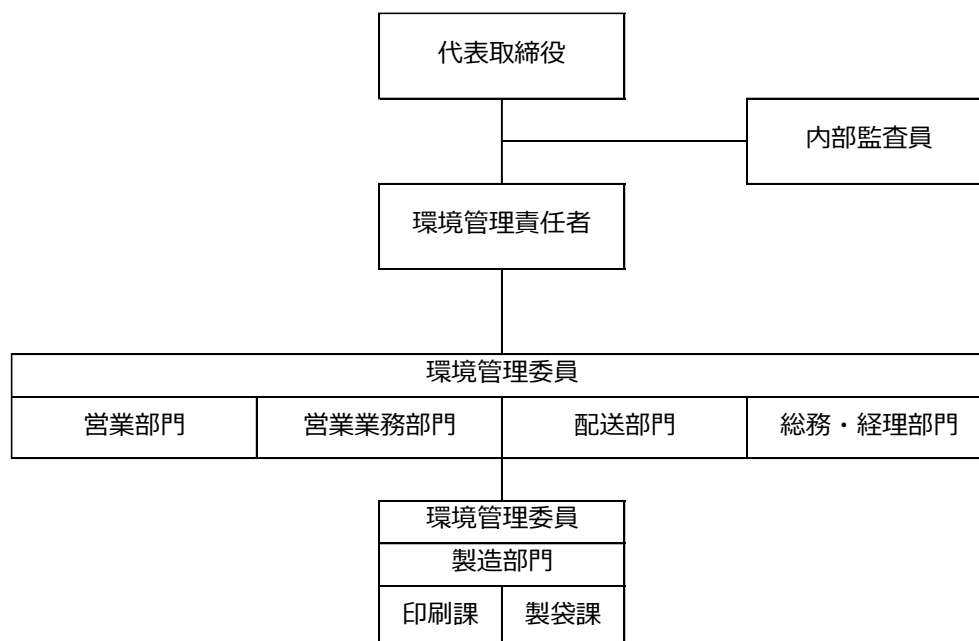 代表取締役
内部監査員
環境管理責任者
環境管理委員
営業部門 営業業務部門 配送部門 総務・経理部門
環境管理委員
製造部門
印刷課 製袋課